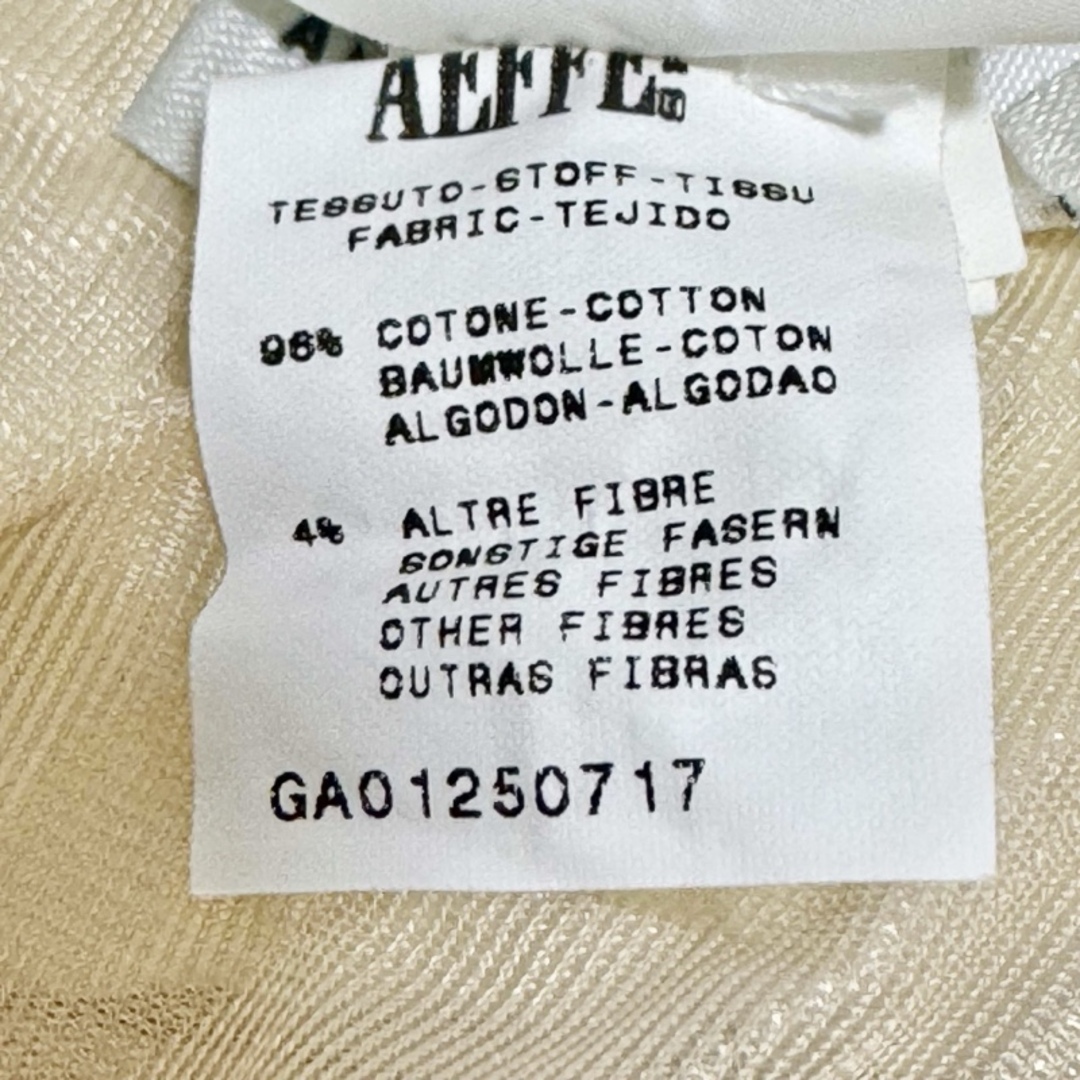 AEFFE
TESSUTO-STOFF-TISSU
FABRIC-TEJIDO
96% COTONE-COTTON
BAUMWOLLE-COTON
ALGODON-ALGODAO
4% ALTRE FIBRE
SONSTIGE FASERN
AUTRES FIBRES
OTHER FIBRES
OUTRAS FIBRAS
GA01250717